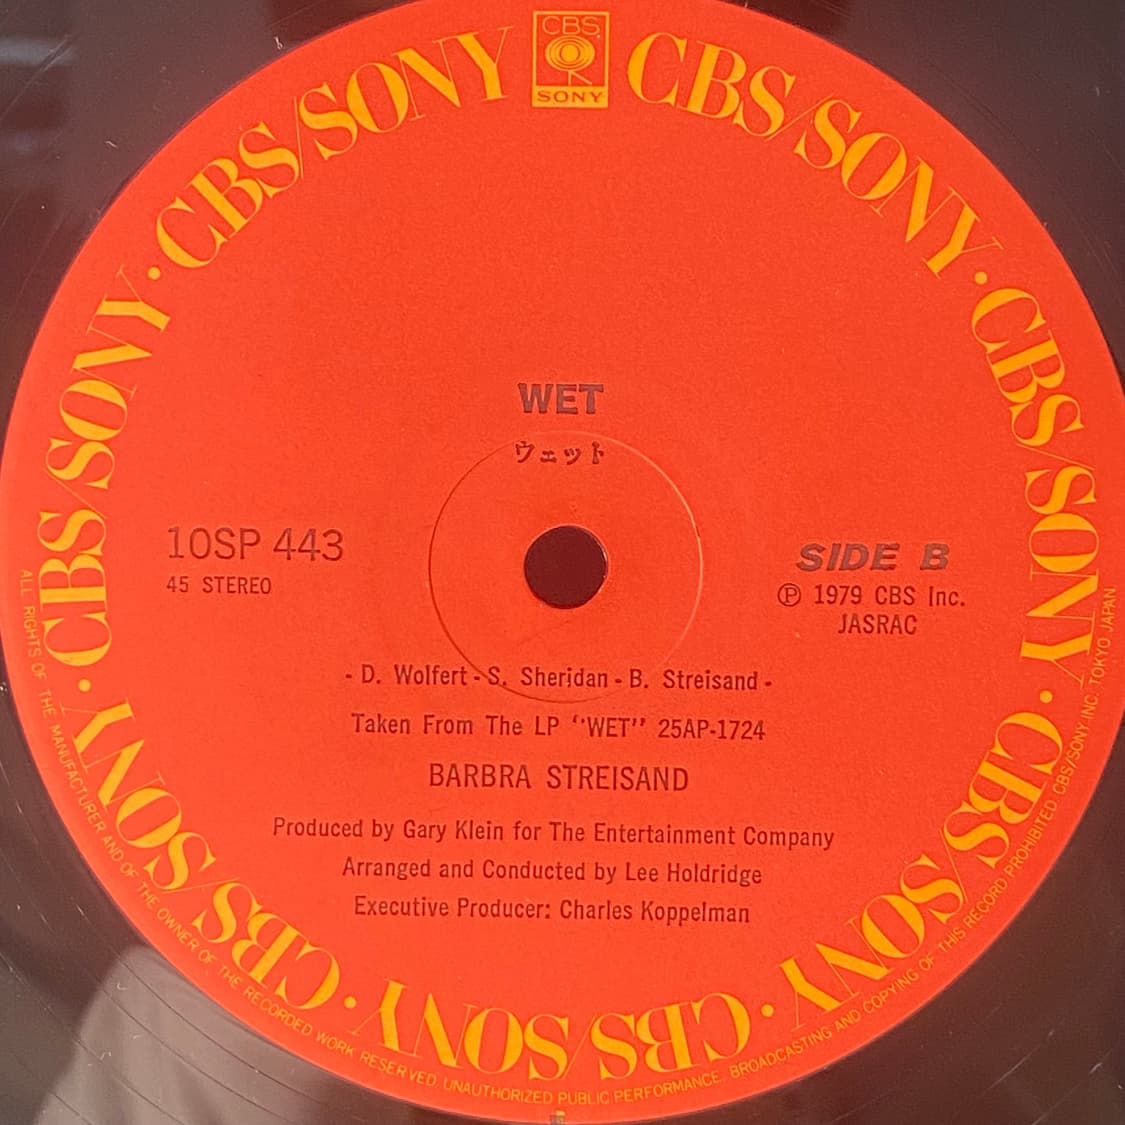 CBS
SONY
CBS/SONY · CBS/SONY · CBS/SONY · CBS/SONY · CBS/SONY · CBS/SONY · CBS/SONY · CBS/SONY
WET
ウェット
10SP 443
45 STEREO
SIDE B
Ⓟ 1979 CBS Inc.
JASRAC
- D. Wolfert - S. Sheridan - B. Streisand -
Taken From The LP “WET” 25AP-1724
BARBRA STREISAND
Produced by Gary Klein for The Entertainment Company
Arranged and Conducted by Lee Holdridge
Executive Producer: Charles Koppelman
ALL RIGHTS OF THE MANUFACTURER AND OF THE OWNER OF THE RECORDED WORK RESERVED UNAUTHORIZED PUBLIC PERFORMANCE, BROADCASTING AND COPYING OF THIS RECORD PROHIBITED CBS/SONY INC. TOKYO JAPAN